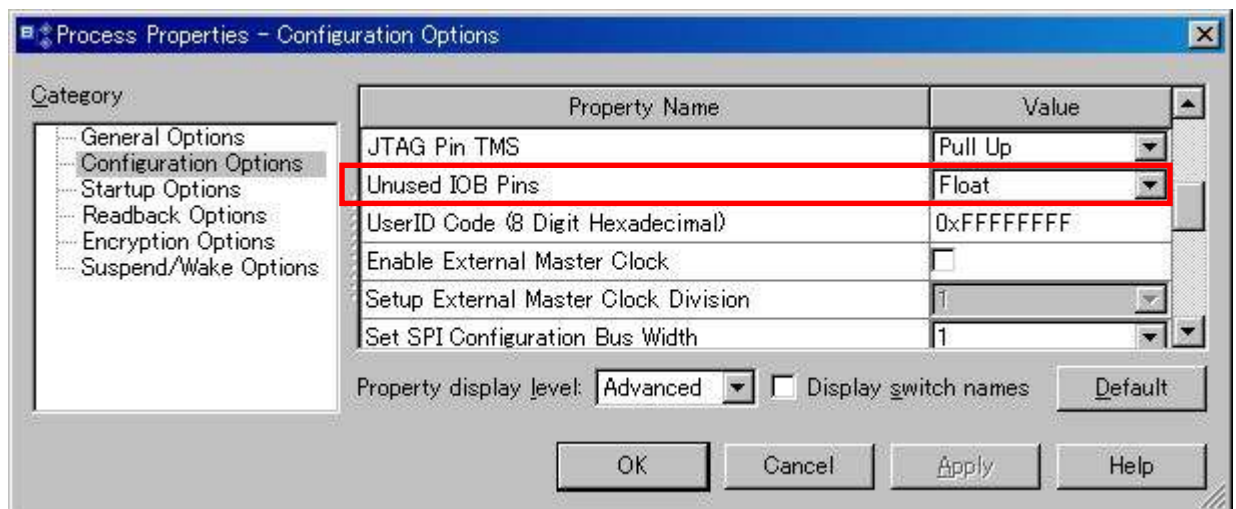 Process Properties - Configuration Options
Category
General Options
Configuration Options
Startup Options
Readback Options
Encryption Options
Suspend/Wake Options
Property Name Value
JTAG Pin TMS Pull Up
Unused IOB Pins Float
UserID Code (8 Digit Hexadecimal) 0xFFFFFFFF
Enable External Master Clock
Setup External Master Clock Division 1
Set SPI Configuration Bus Width 1
Property display level: Advanced Display switch names Default
OK Cancel Apply Help